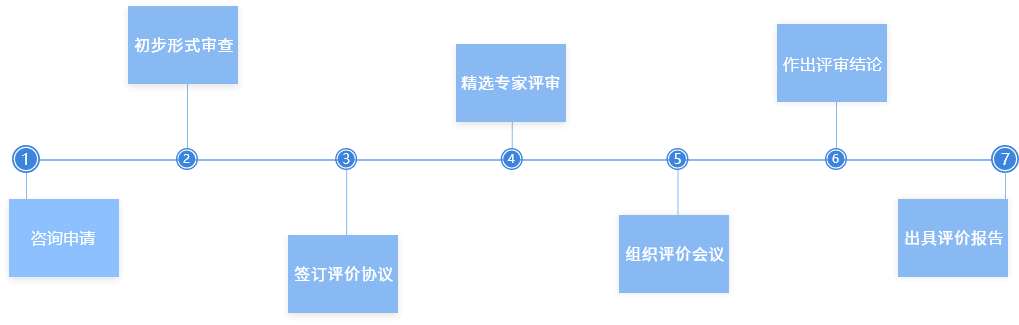 1
咨询申请
2
初步形式审查
3
签订评价协议
4
精选专家评审
5
组织评价会议
6
作出评审结论
7
出具评价报告